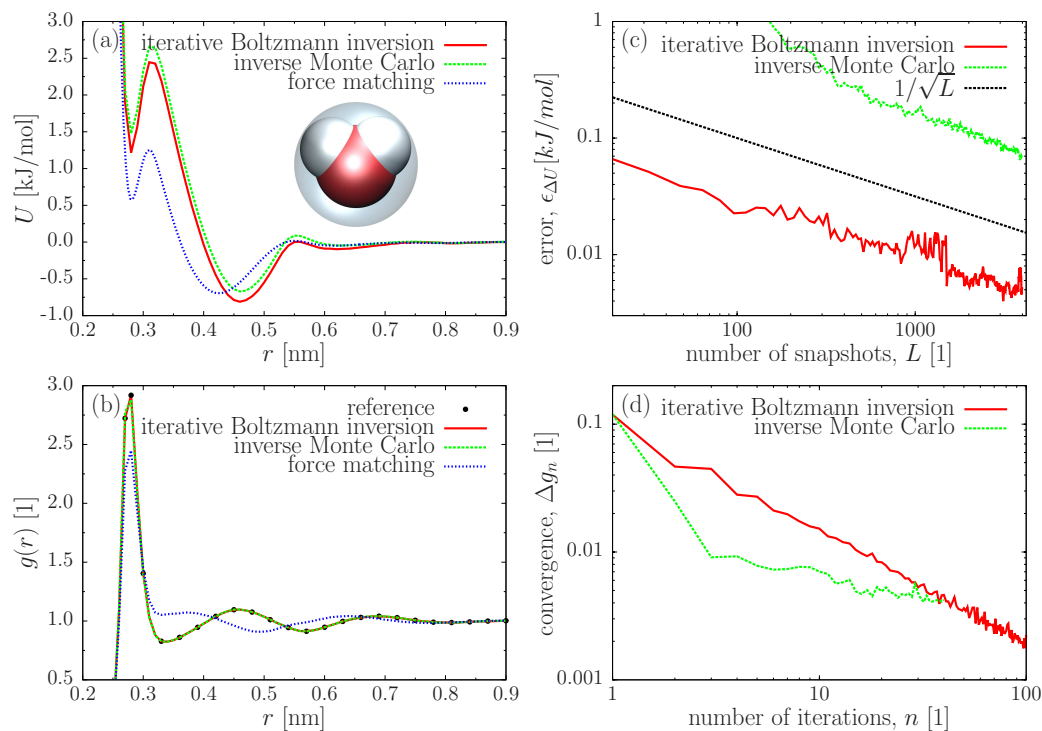 (a)
iterative Boltzmann inversion
inverse Monte Carlo
force matching
3.0
2.5
2.0
1.5
1.0
0.5
0.0
-0.5
-1.0
U [kJ/mol]
0.2 0.3 0.4 0.5 0.6 0.7 0.8 0.9
r [nm]
(c)
iterative Boltzmann inversion
inverse Monte Carlo
1/√L
1
0.1
0.01
error, ϵ_ΔU [kJ/mol]
100 1000
number of snapshots, L [1]
(b)
reference
iterative Boltzmann inversion
inverse Monte Carlo
force matching
3.0
2.5
2.0
1.5
1.0
0.5
g(r) [1]
0.2 0.3 0.4 0.5 0.6 0.7 0.8 0.9
r [nm]
(d)
iterative Boltzmann inversion
inverse Monte Carlo
0.1
0.01
0.001
convergence, Δg_n [1]
1 10 100
number of iterations, n [1]